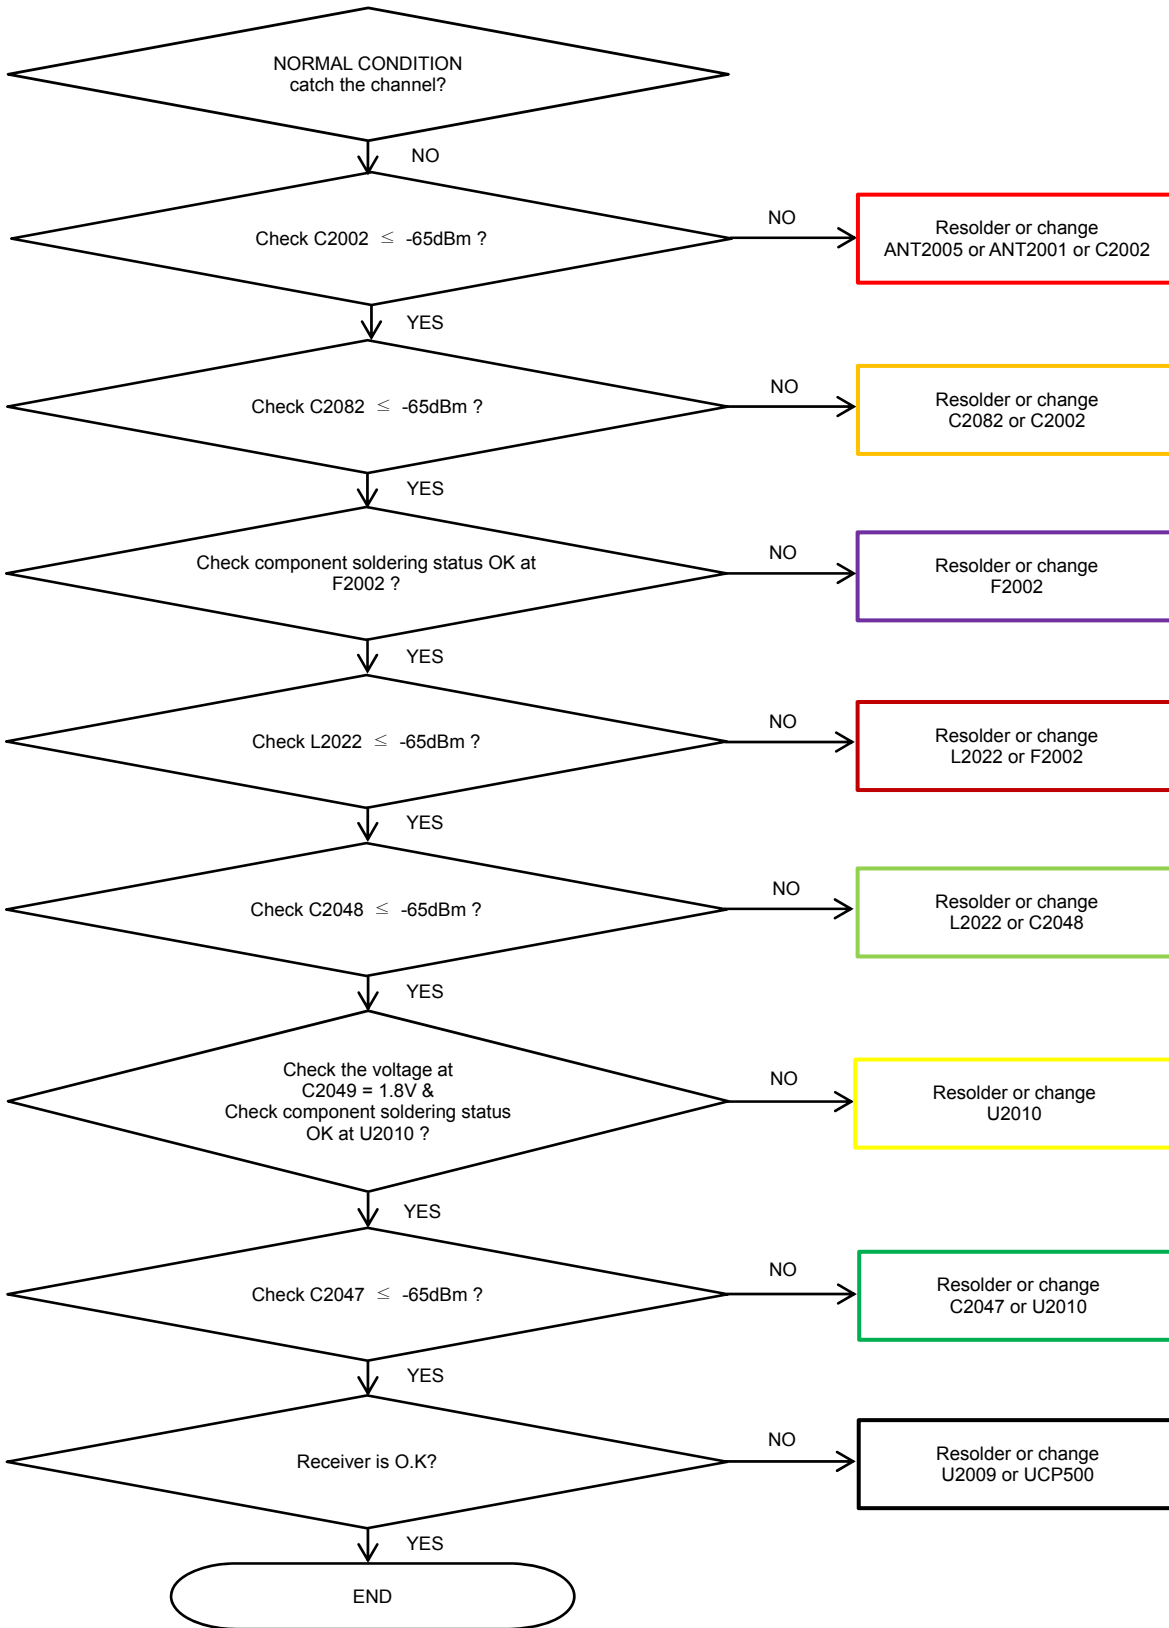 NORMAL CONDITION
catch the channel?
NO
Check C2002 ≤ -65dBm ?
NO
Resolder or change
ANT2005 or ANT2001 or C2002
YES
Check C2082 ≤ -65dBm ?
NO
Resolder or change
C2082 or C2002
YES
Check component soldering status OK at
F2002 ?
NO
Resolder or change
F2002
YES
Check L2022 ≤ -65dBm ?
NO
Resolder or change
L2022 or F2002
YES
Check C2048 ≤ -65dBm ?
NO
Resolder or change
L2022 or C2048
YES
Check the voltage at
C2049 = 1.8V &
Check component soldering status
OK at U2010 ?
NO
Resolder or change
U2010
YES
Check C2047 ≤ -65dBm ?
NO
Resolder or change
C2047 or U2010
YES
Receiver is O.K?
NO
Resolder or change
U2009 or UCP500
YES
END